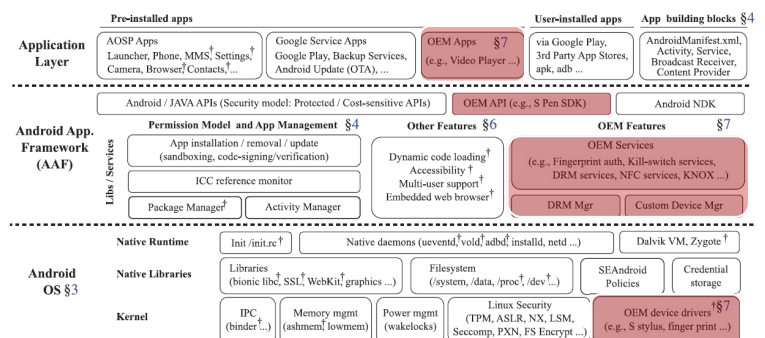 Pre-installed apps
User-installed apps
App building blocks §4
Application
Layer
AOSP Apps
Launcher, Phone, MMS,† Settings,†
Camera, Browser,† Contacts,†...
Google Service Apps
Google Play, Backup Services,
Android Update (OTA), ...
OEM Apps §7
(e.g., Video Player ...)
via Google Play,
3rd Party App Stores,
apk, adb ...
AndroidManifest.xml,
Activity, Service,
Broadcast Receiver,
Content Provider
Android App.
Framework
(AAF)
Libs / Services
Android / JAVA APIs (Security model: Protected / Cost-sensitive APIs)
OEM API (e.g., S Pen SDK)
Android NDK
Permission Model and App Management §4
Other Features §6
OEM Features §7
App installation / removal / update
(sandboxing, code-signing/verification)
ICC reference monitor
Package Manager†
Activity Manager
Dynamic code loading†
Accessibility †
Multi-user support†
Embedded web browser†
OEM Services
(e.g., Fingerprint auth, Kill-switch services,
DRM services, NFC services, KNOX ...)
DRM Mgr
Custom Device Mgr
Android
OS §3
Native Runtime
Init /init.rc †
Native daemons (ueventd,† vold,† adbd,† installd, netd ...)
Dalvik VM, Zygote †
Native Libraries
Libraries
(bionic libc,† SSL,† WebKit,† graphics ...)
Filesystem
(/system, /data, /proc,† /dev†...)
SEAndroid
Policies
Credential
storage
Kernel
IPC
(binder†...)
Memory mgmt
(ashmem,† lowmem)
Power mgmt
(wakelocks)
Linux Security
(TPM, ASLR, NX, LSM,
Seccomp, PXN, FS Encrypt ...)
†§7
OEM device drivers
(e.g., S stylus, finger print ...)